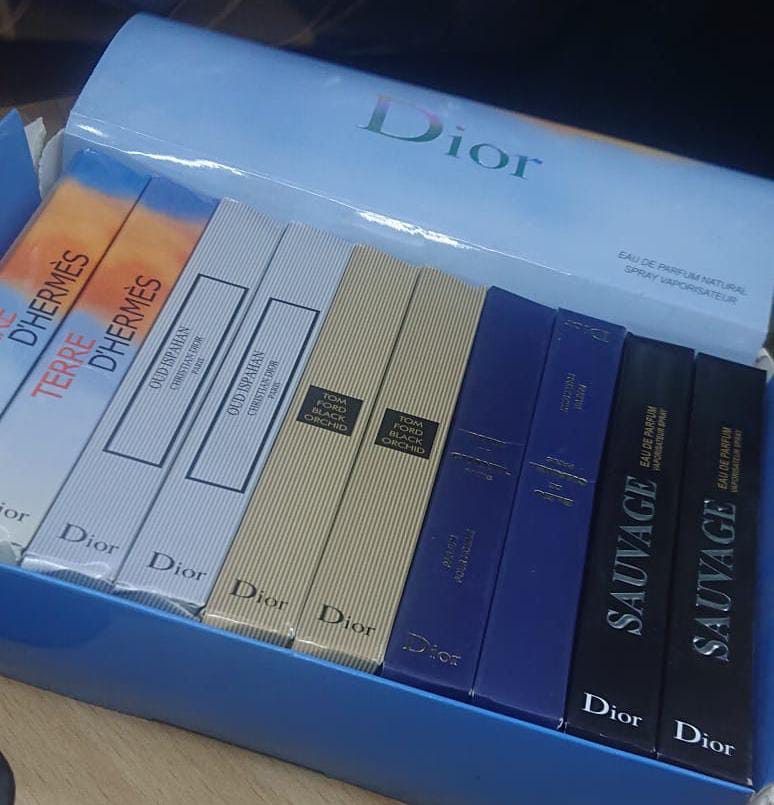 Dior
EAU DE PARFUM NATURAL
SPRAY VAPORISATEUR
D'HERMÈS
TERRE
D'HERMÈS
OUD ISPAHAN
CHRISTIAN DIOR
PARIS
Dior
OUD ISPAHAN
CHRISTIAN DIOR
PARIS
Dior
TOM
FORD
BLACK
ORCHID
Dior
TOM
FORD
BLACK
ORCHID
Dior
Dior
Dior
SAUVAGE
EAU DE PARFUM
VAPORISATEUR SPRAY
Dior
SAUVAGE
EAU DE PARFUM
VAPORISATEUR SPRAY
Dior